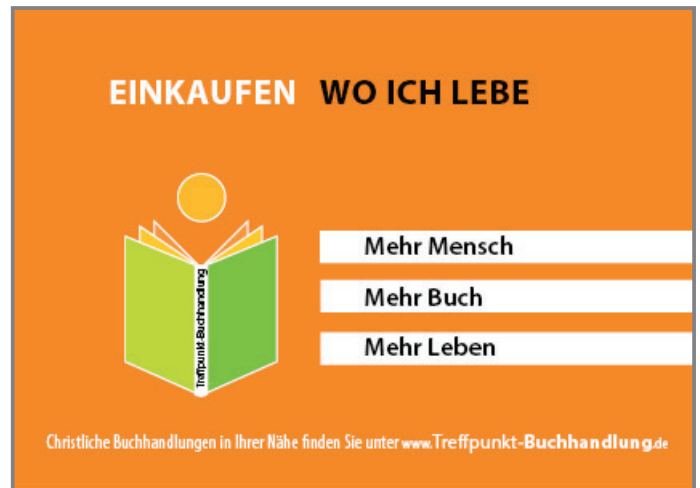 EINKAUFEN WO ICH LEBE
Treffpunkt-Buchhandlung
Mehr Mensch
Mehr Buch
Mehr Leben
Christliche Buchhandlungen in Ihrer Nähe finden Sie unter www.Treffpunkt-Buchhandlung.de